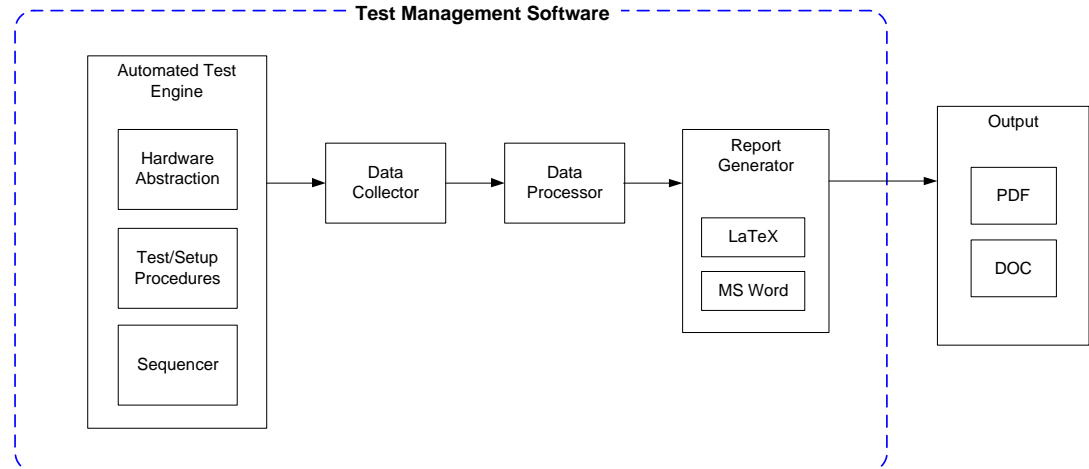 Test Management Software
Automated Test
Engine
Hardware
Abstraction
Test/Setup
Procedures
Sequencer
Data
Collector
Data
Processor
Report
Generator
LaTeX
MS Word
Output
PDF
DOC